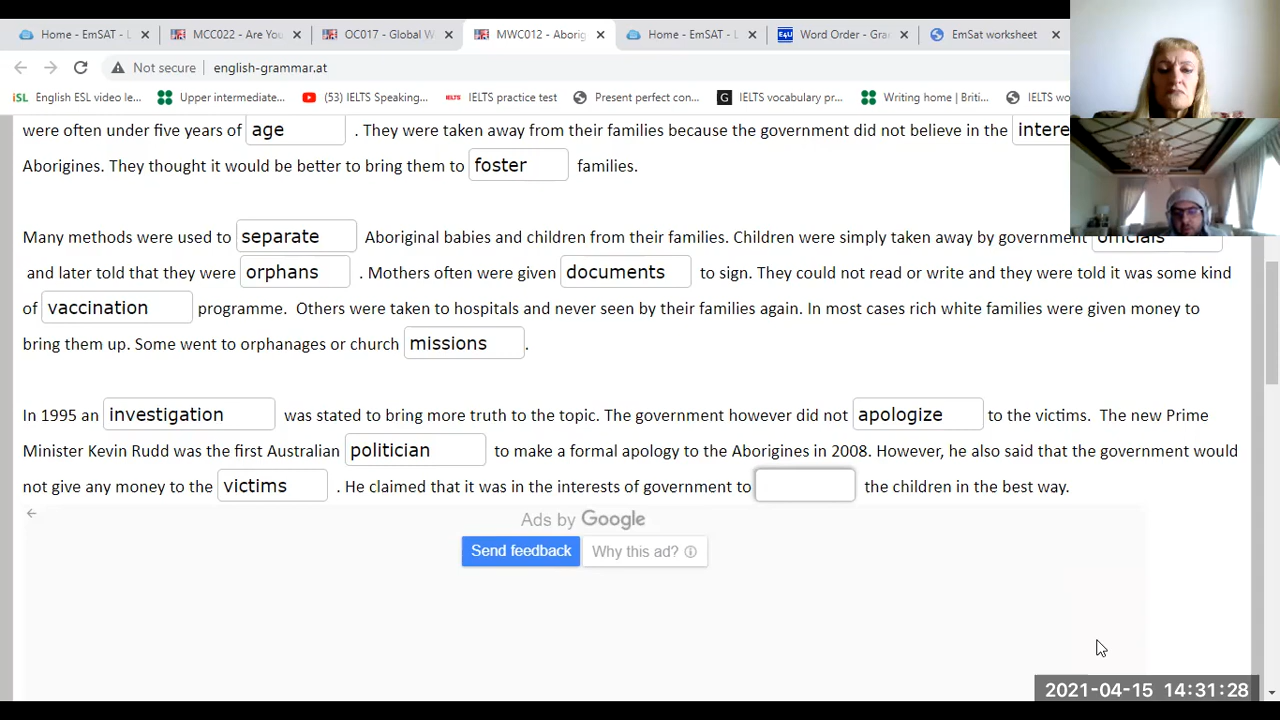 Home - EmSAT - L
MCC022 - Are You
OC017 - Global W
MWC012 - Aborig
Home - EmSAT - L
Word Order - Gra
EmSat worksheet
Not secure english-grammar.at
iSL English ESL video le...
Upper intermediate...
(53) IELTS Speaking...
IELTS IELTS practice test
Present perfect con...
G IELTS vocabulary pr...
Writing home | Briti...
IELTS wo
were often under five years of age . They were taken away from their families because the government did not believe in the intere
Aborigines. They thought it would be better to bring them to foster families.
Many methods were used to separate Aboriginal babies and children from their families. Children were simply taken away by government officials
and later told that they were orphans . Mothers often were given documents to sign. They could not read or write and they were told it was some kind
of vaccination programme. Others were taken to hospitals and never seen by their families again. In most cases rich white families were given money to
bring them up. Some went to orphanages or church missions .
In 1995 an investigation was stated to bring more truth to the topic. The government however did not apologize to the victims. The new Prime
Minister Kevin Rudd was the first Australian politician to make a formal apology to the Aborigines in 2008. However, he also said that the government would
not give any money to the victims . He claimed that it was in the interests of government to the children in the best way.
Ads by Google
Send feedback Why this ad?
2021-04-15 14:31:28